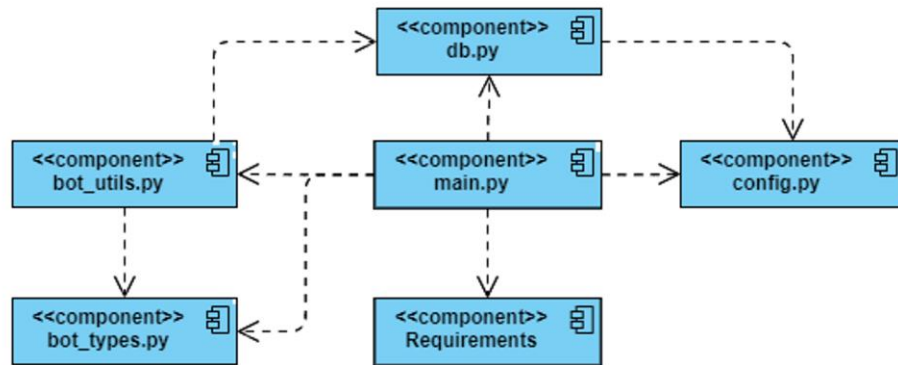 <<component>>
db.py
<<component>>
bot_utils.py
<<component>>
main.py
<<component>>
config.py
<<component>>
bot_types.py
<<component>>
Requirements